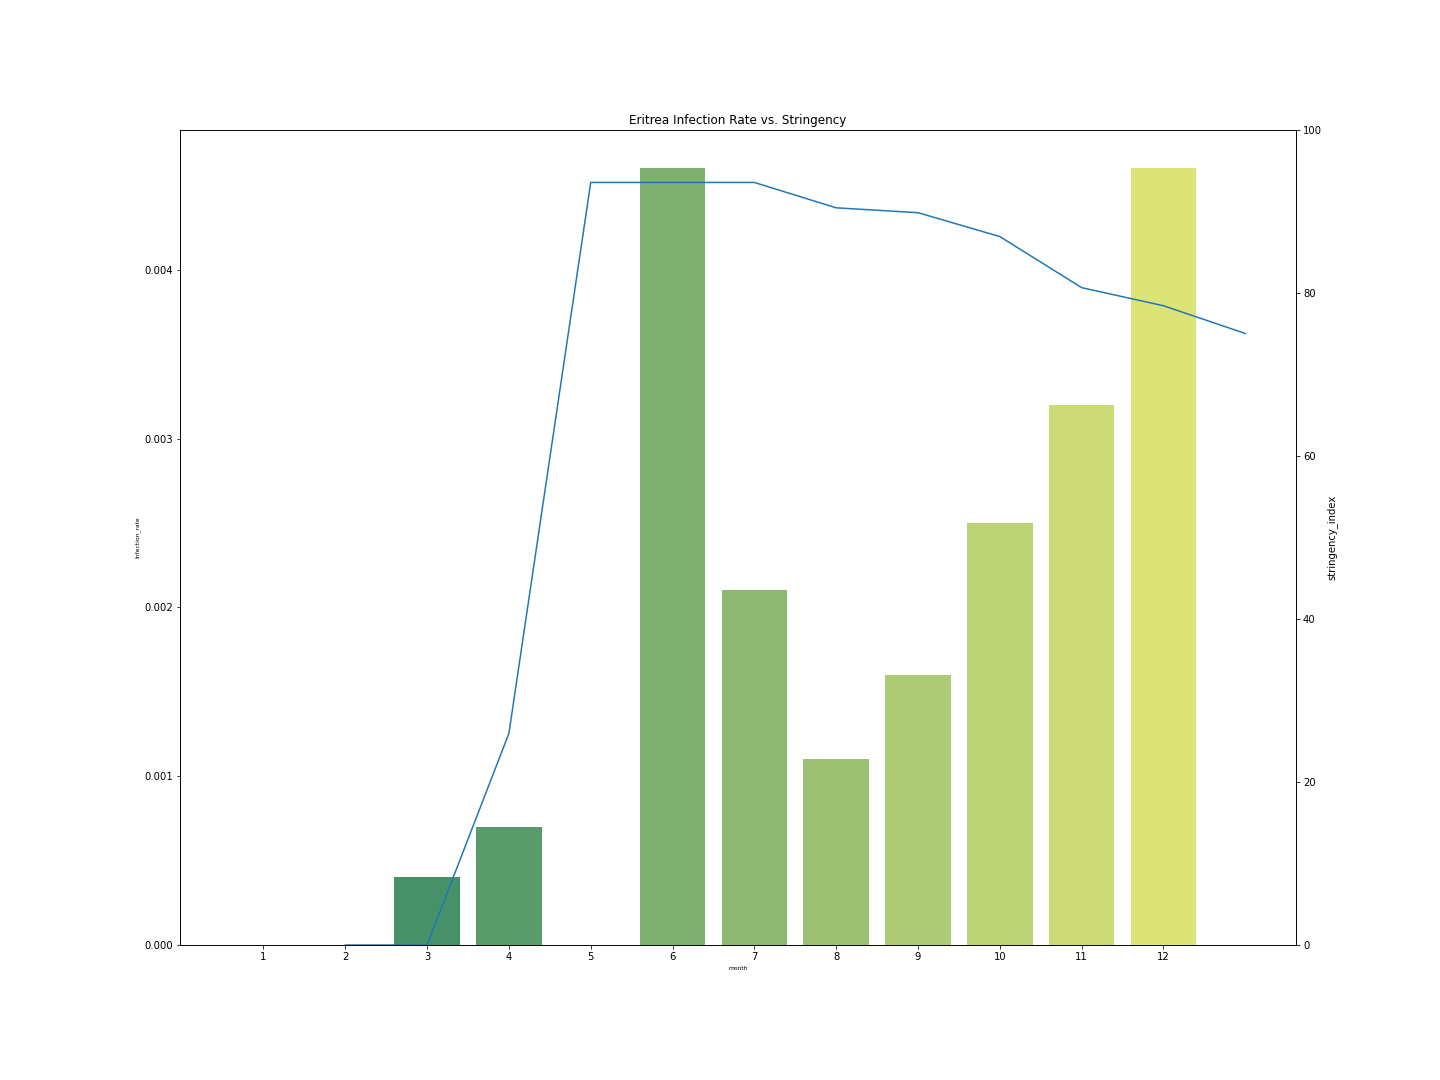 Eritrea Infection Rate vs. Stringency
100
80
60
40
20
0
0.004
0.003
0.002
0.001
0.000
Infection_rate
stringency_index
1 2 3 4 5 6 7 8 9 10 11 12
month